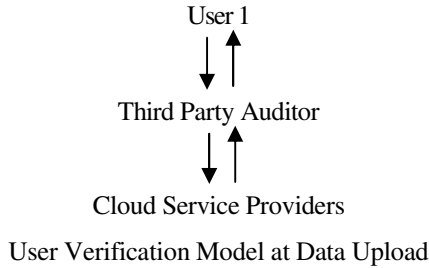 User 1
Third Party Auditor
Cloud Service Providers
User Verification Model at Data Upload